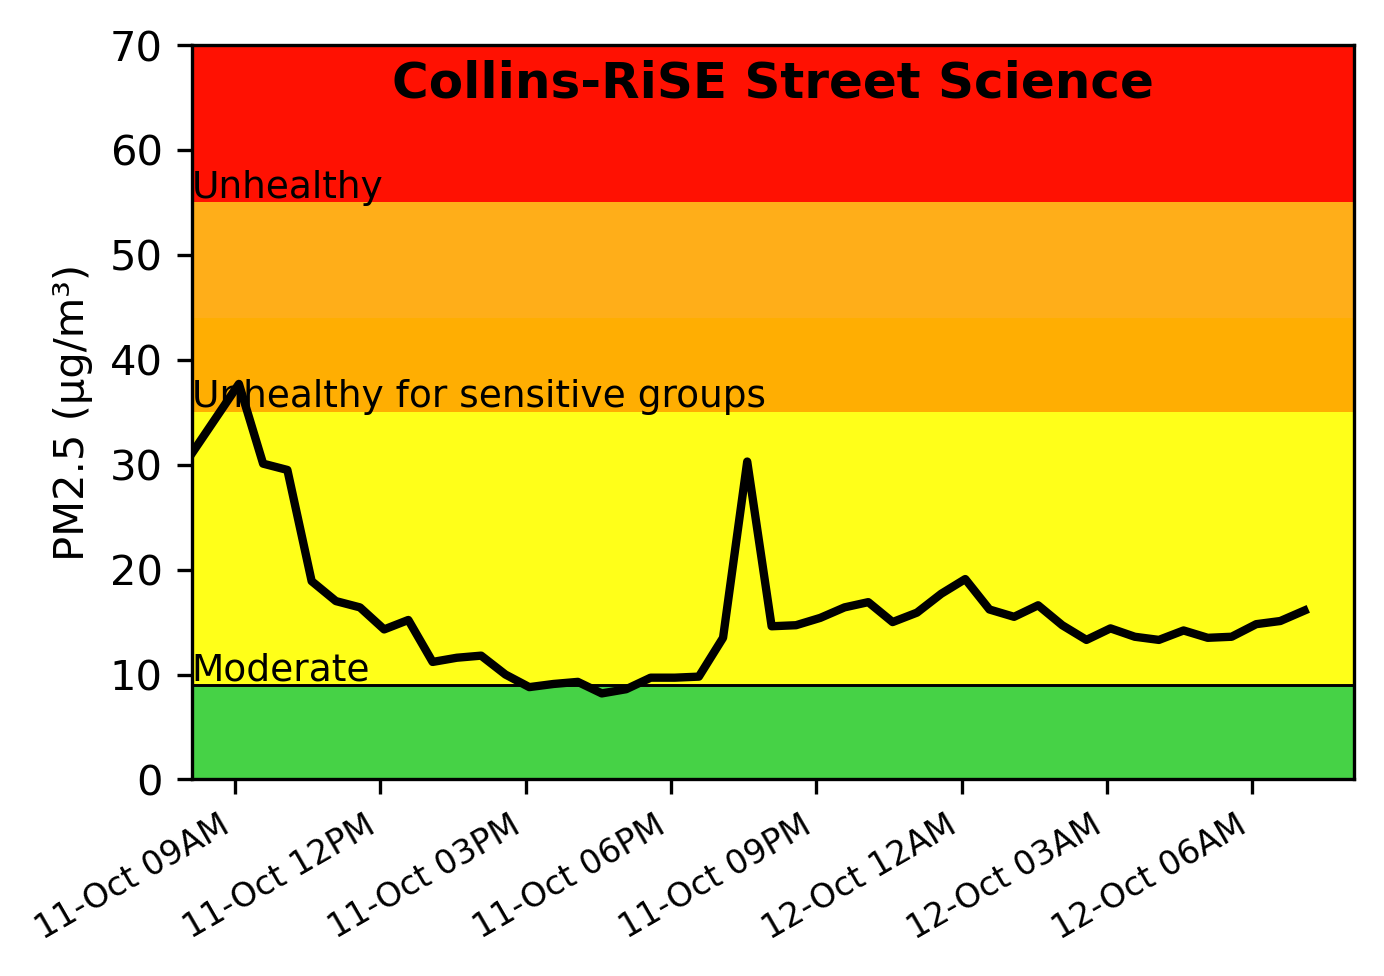 Collins-RiSE Street Science
70
60
Unhealthy
50
40
Unhealthy for sensitive groups
30
20
10
Moderate
0
PM2.5 (µg/m³)
11-Oct 09AM
11-Oct 12PM
11-Oct 03PM
11-Oct 06PM
11-Oct 09PM
12-Oct 12AM
12-Oct 03AM
12-Oct 06AM